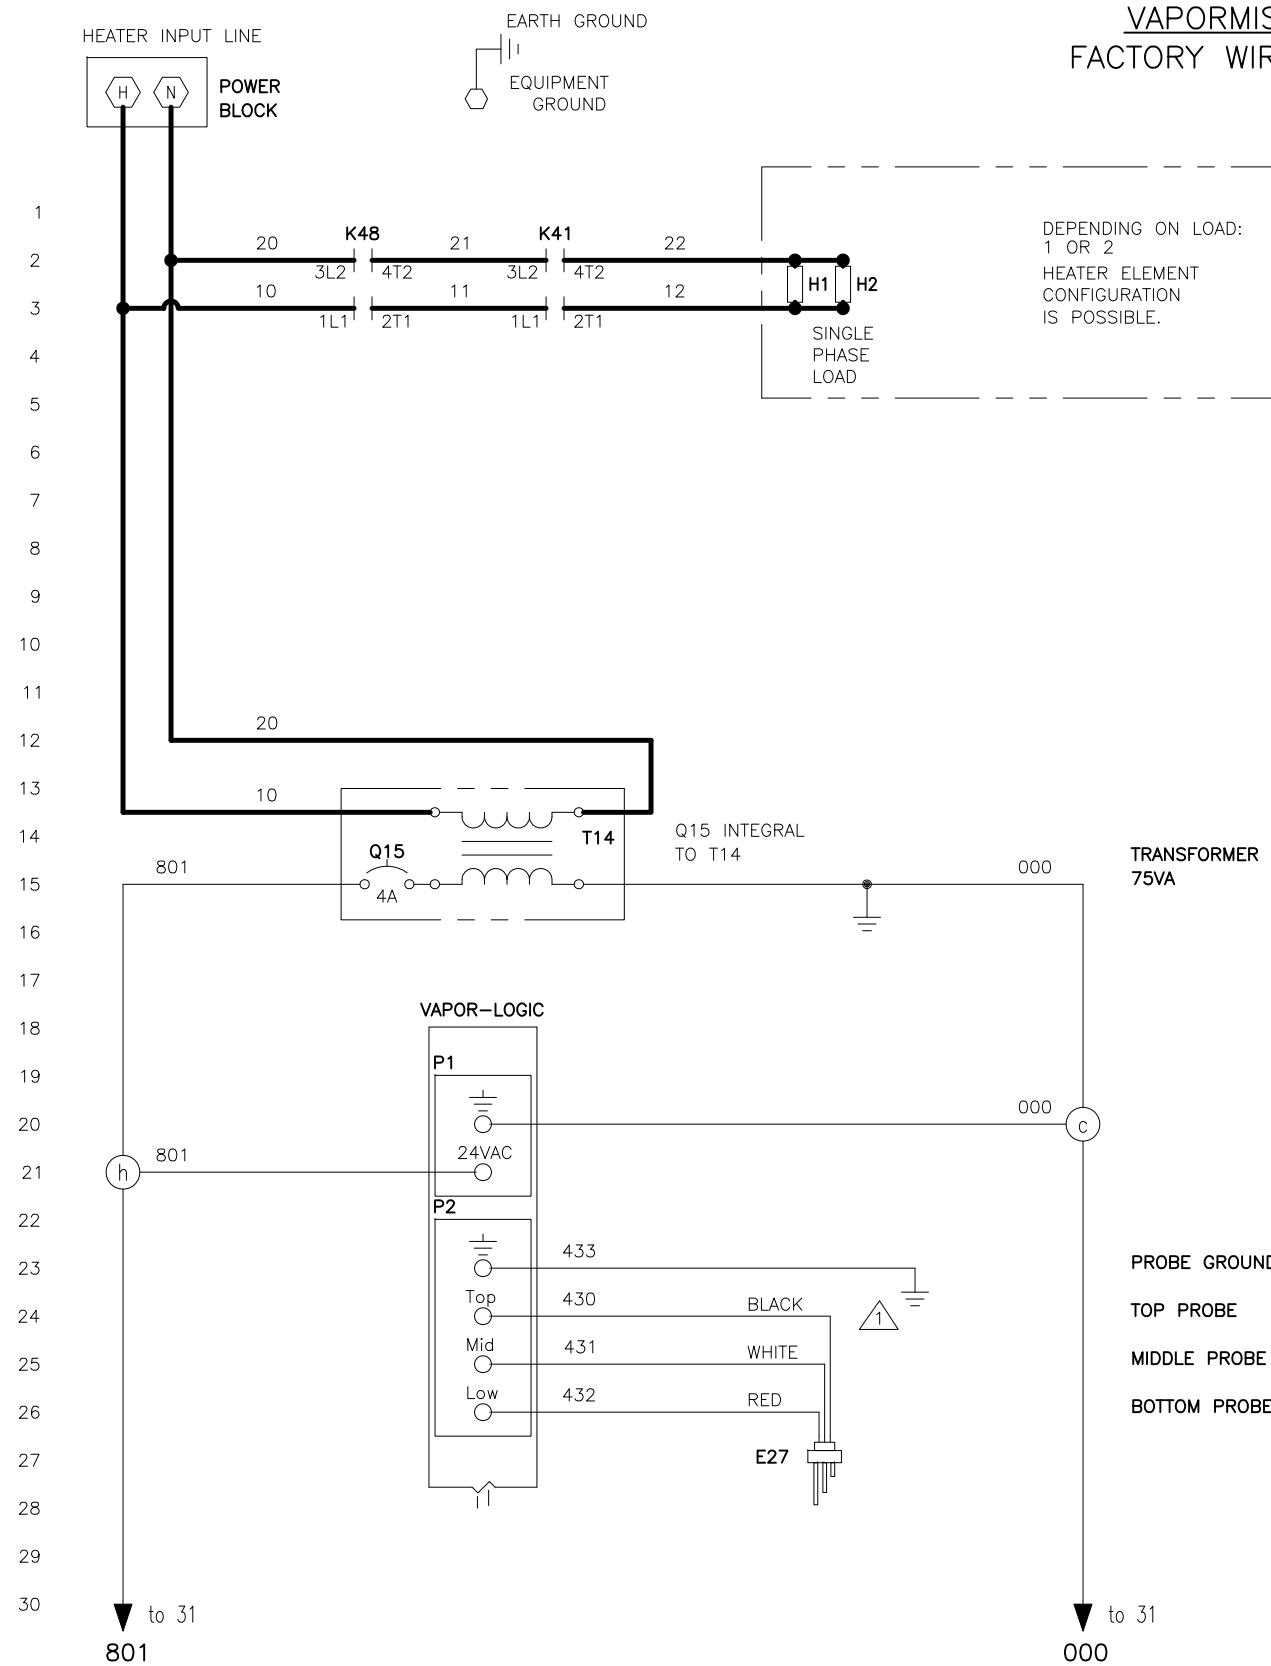 VAPORMIS
FACTORY WIR
EARTH GROUND
HEATER INPUT LINE
H N
POWER
BLOCK
EQUIPMENT
GROUND
1
DEPENDING ON LOAD:
1 OR 2
HEATER ELEMENT
CONFIGURATION
IS POSSIBLE.
K48 K41
20 21 22
2
3L2 4T2 3L2 4T2
H1 H2
10 11 12
3
1L1 2T1 1L1 2T1
SINGLE
PHASE
LOAD
4
5
6
7
8
9
10
11
20
12
13
10
14
T14
Q15 INTEGRAL
TO T14
Q15
801
000
TRANSFORMER
75VA
15
4A
16
17
VAPOR-LOGIC
18
P1
19
000
20
c
24VAC
801
21
h
22
P2
433
23
PROBE GROUND
Top
430
BLACK
1
24
TOP PROBE
Mid
431
WHITE
25
MIDDLE PROBE
Low
432
RED
26
BOTTOM PROBE
27
E27
28
29
30
to 31
801
to 31
000